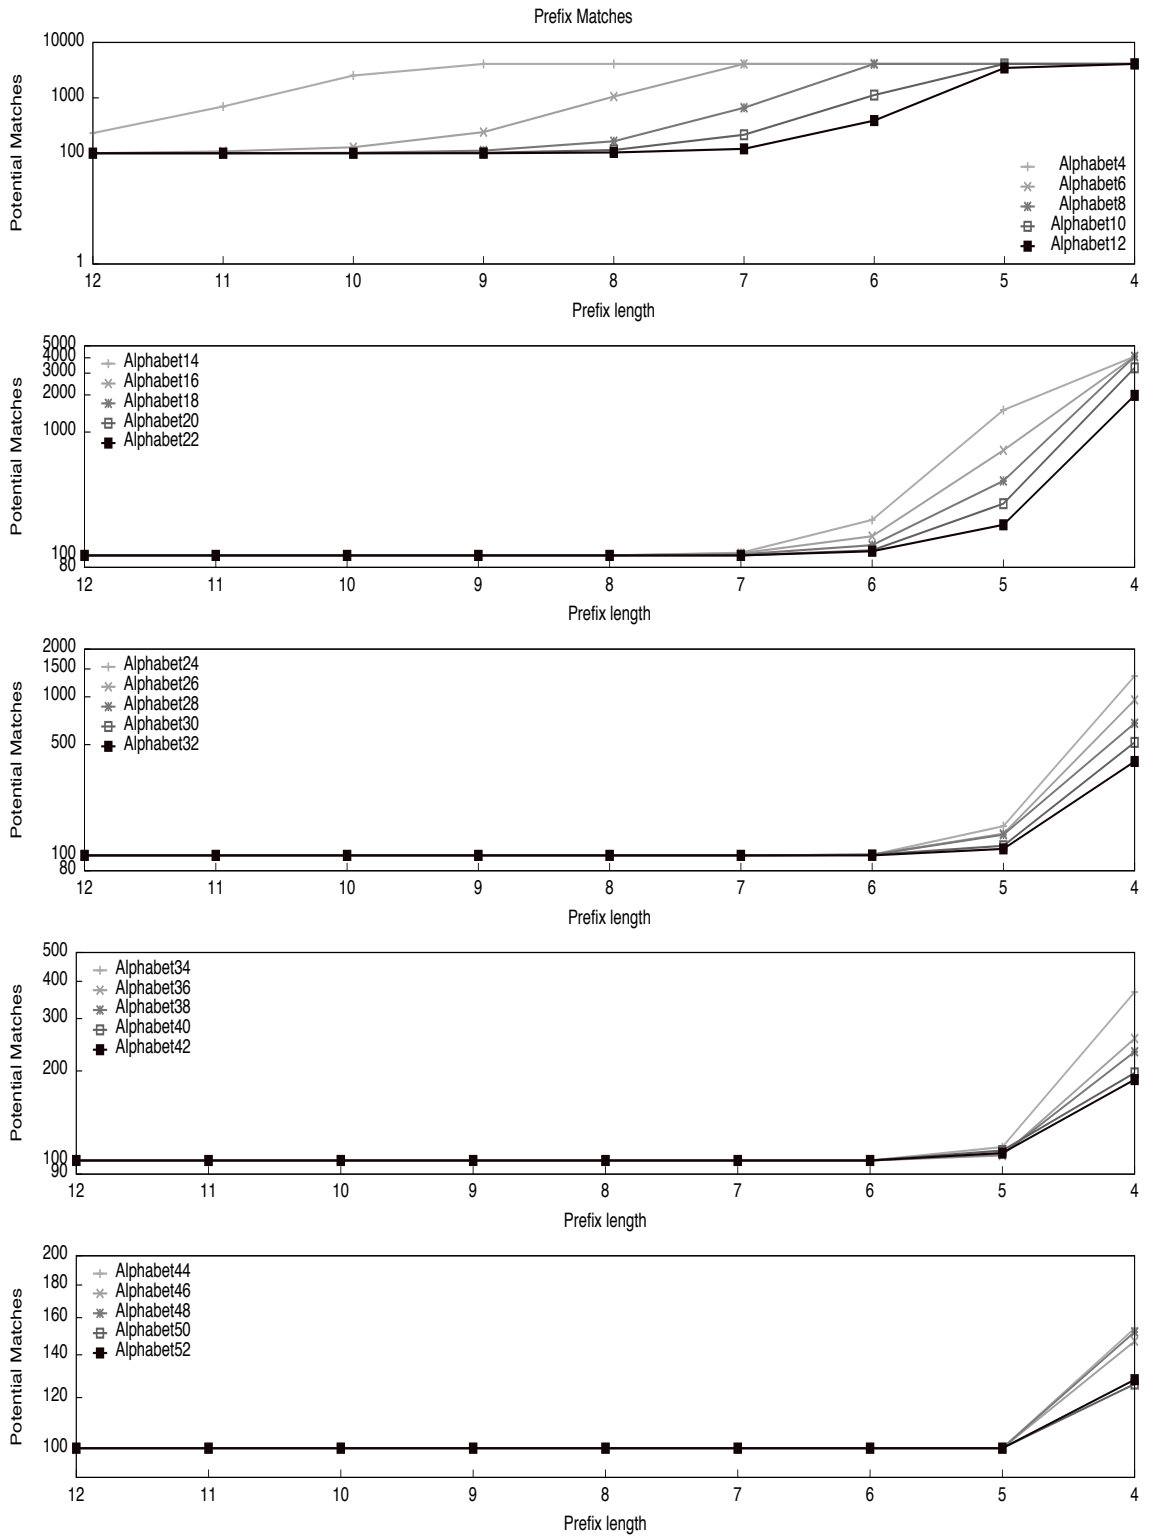 Prefix Matches
10000
1000
100
1
Potential Matches
Alphabet4
Alphabet6
Alphabet8
Alphabet10
Alphabet12
12 11 10 9 8 7 6 5 4
Prefix length
5000
4000
3000
2000
1000
100
80
Potential Matches
Alphabet14
Alphabet16
Alphabet18
Alphabet20
Alphabet22
12 11 10 9 8 7 6 5 4
Prefix length
2000
1500
1000
500
100
80
Potential Matches
Alphabet24
Alphabet26
Alphabet28
Alphabet30
Alphabet32
12 11 10 9 8 7 6 5 4
Prefix length
500
400
300
200
100
90
Potential Matches
Alphabet34
Alphabet36
Alphabet38
Alphabet40
Alphabet42
12 11 10 9 8 7 6 5 4
Prefix length
200
180
160
140
120
100
Potential Matches
Alphabet44
Alphabet46
Alphabet48
Alphabet50
Alphabet52
12 11 10 9 8 7 6 5 4
Prefix length